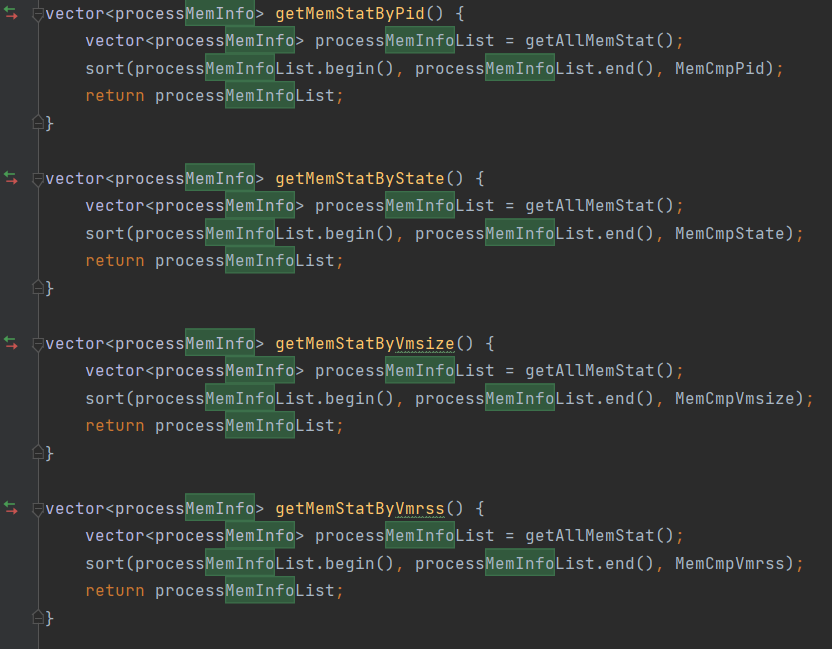 vector<processMemInfo> getMemStatByPid() {
    vector<processMemInfo> processMemInfoList = getAllMemStat();
    sort(processMemInfoList.begin(), processMemInfoList.end(), MemCmpPid);
    return processMemInfoList;
}
vector<processMemInfo> getMemStatByState() {
    vector<processMemInfo> processMemInfoList = getAllMemStat();
    sort(processMemInfoList.begin(), processMemInfoList.end(), MemCmpState);
    return processMemInfoList;
}
vector<processMemInfo> getMemStatByVmsize() {
    vector<processMemInfo> processMemInfoList = getAllMemStat();
    sort(processMemInfoList.begin(), processMemInfoList.end(), MemCmpVmsize);
    return processMemInfoList;
}
vector<processMemInfo> getMemStatByVmrss() {
    vector<processMemInfo> processMemInfoList = getAllMemStat();
    sort(processMemInfoList.begin(), processMemInfoList.end(), MemCmpVmrss);
    return processMemInfoList;
}